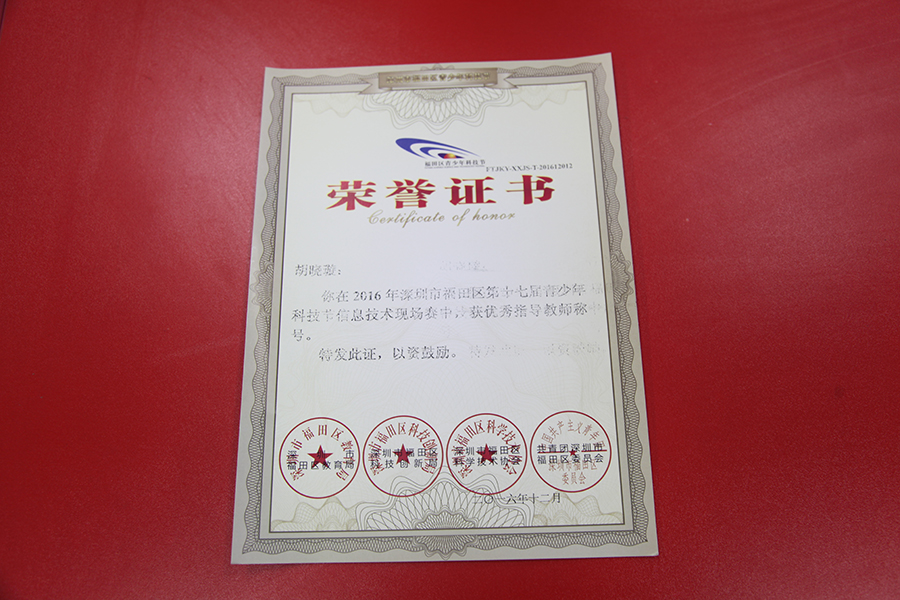 福田区青少年科技节
FTJKY-XXJS-T-201612012
荣誉证书
Certificate of honor
胡晓璇：
你在 2016 年深圳市福田区第十七届青少年
科技节信息技术现场赛中，获优秀指导教师称
号。
特发此证，以资鼓励。
深圳市 深圳市福田区 深圳市福田区 共青团深圳市
福田区教育局 科技创新局 科学技术协会 福田区委员会
二〇一六年十二月